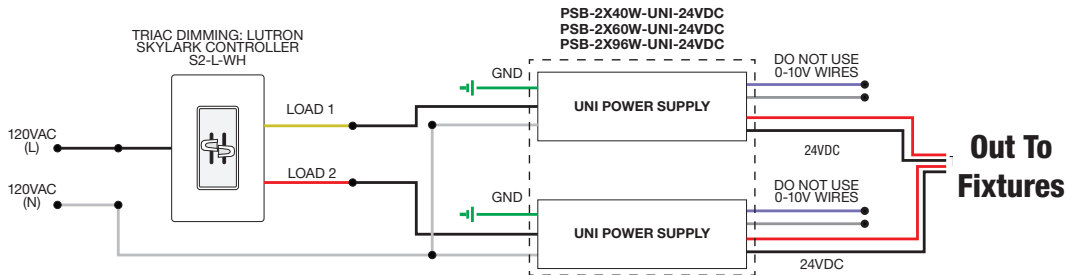 PSB-2X40W-UNI-24VDC
PSB-2X60W-UNI-24VDC
PSB-2X96W-UNI-24VDC
TRIAC DIMMING: LUTRON
SKYLARK CONTROLLER
S2-L-WH
DO NOT USE
0-10V WIRES
GND
LOAD 1
UNI POWER SUPPLY
120VAC
(L)
24VDC
Out To
Fixtures
LOAD 2
120VAC
(N)
GND
DO NOT USE
0-10V WIRES
UNI POWER SUPPLY
24VDC